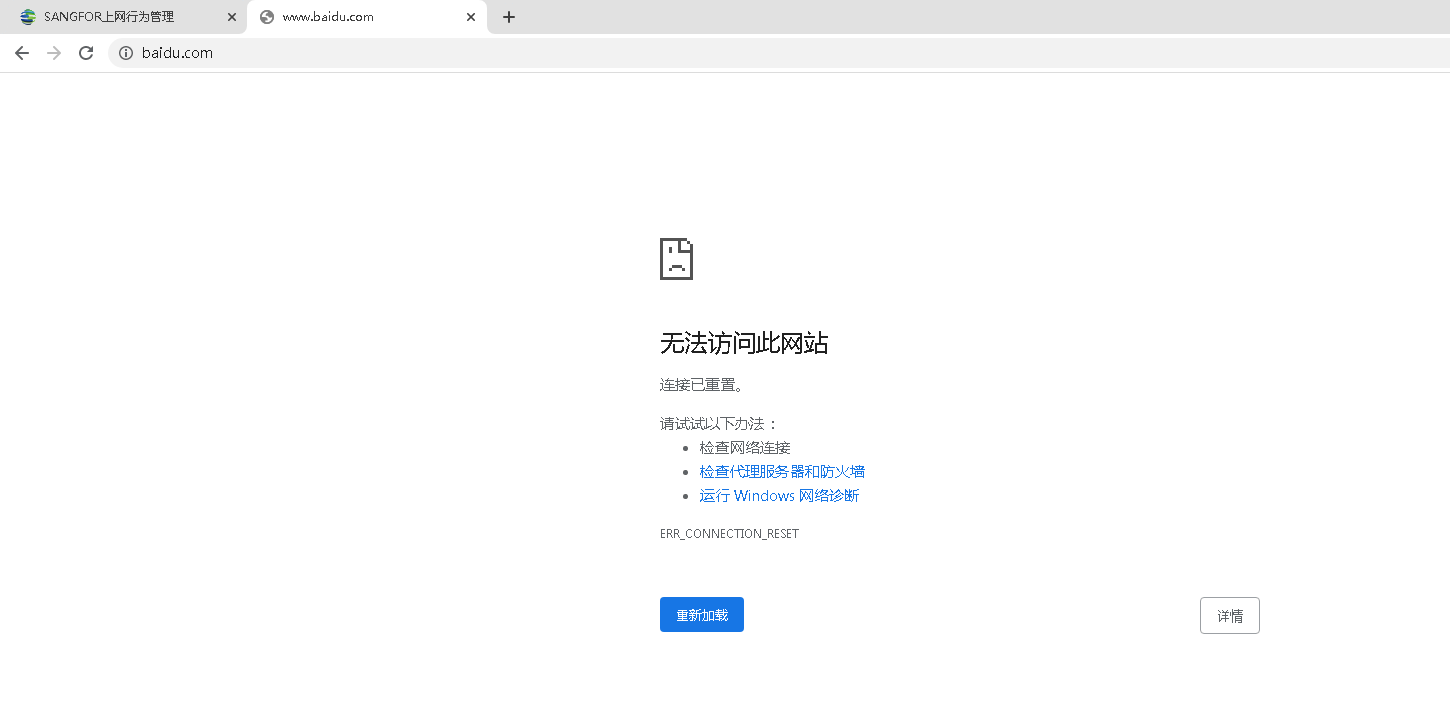 SANGFOR上网行为管理
www.baidu.com
baidu.com
无法访问此网站
连接已重置。
请试试以下办法：
检查网络连接
检查代理服务器和防火墙
运行 Windows 网络诊断
ERR_CONNECTION_RESET
重新加载
详情